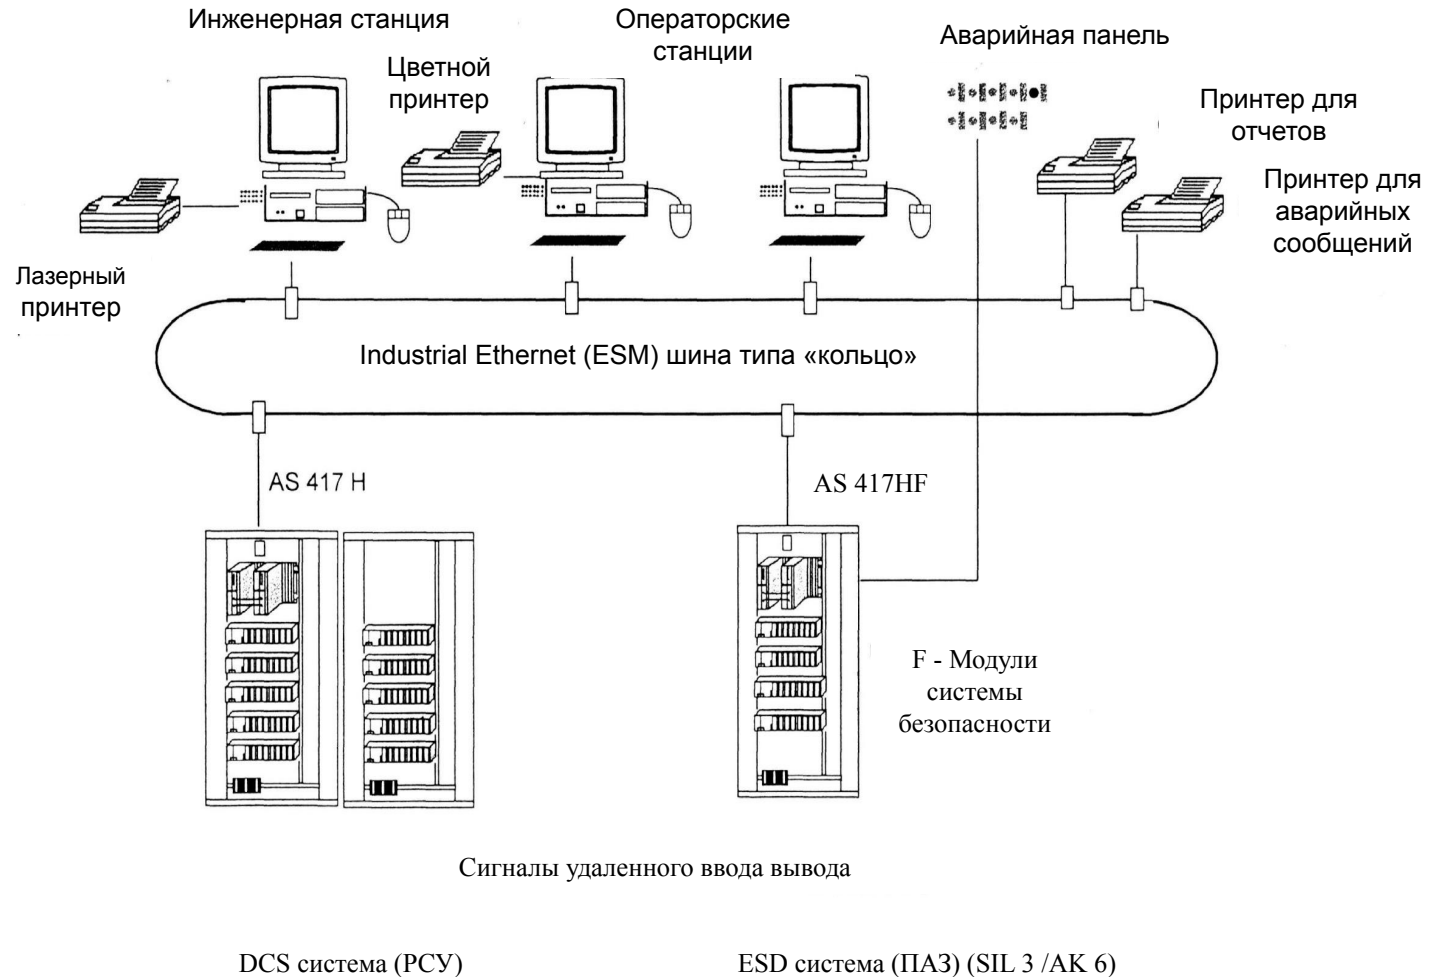 Инженерная станция
Операторские
станции
Аварийная панель
Цветной
принтер
Принтер для
отчетов
Принтер для
аварийных
сообщений
Лазерный
принтер
Industrial Ethernet (ESM) шина типа «кольцо»
AS 417 H
AS 417HF
F - Модули
системы
безопасности
Сигналы удаленного ввода вывода
DCS система (РСУ)
ESD система (ПАЗ) (SIL 3 /AK 6)